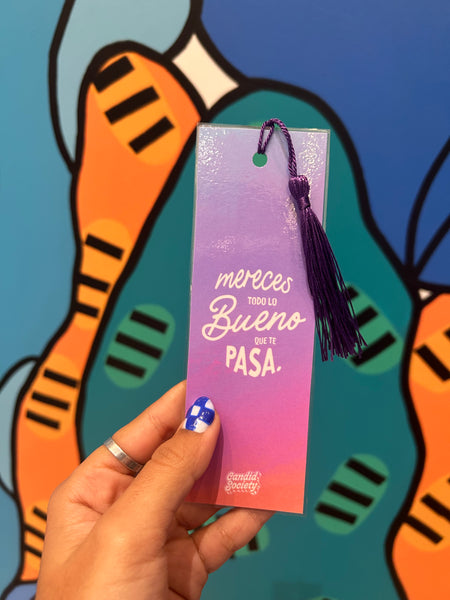 mereces
TODO LO
Bueno
QUE TE
PASA.
Candid
Society